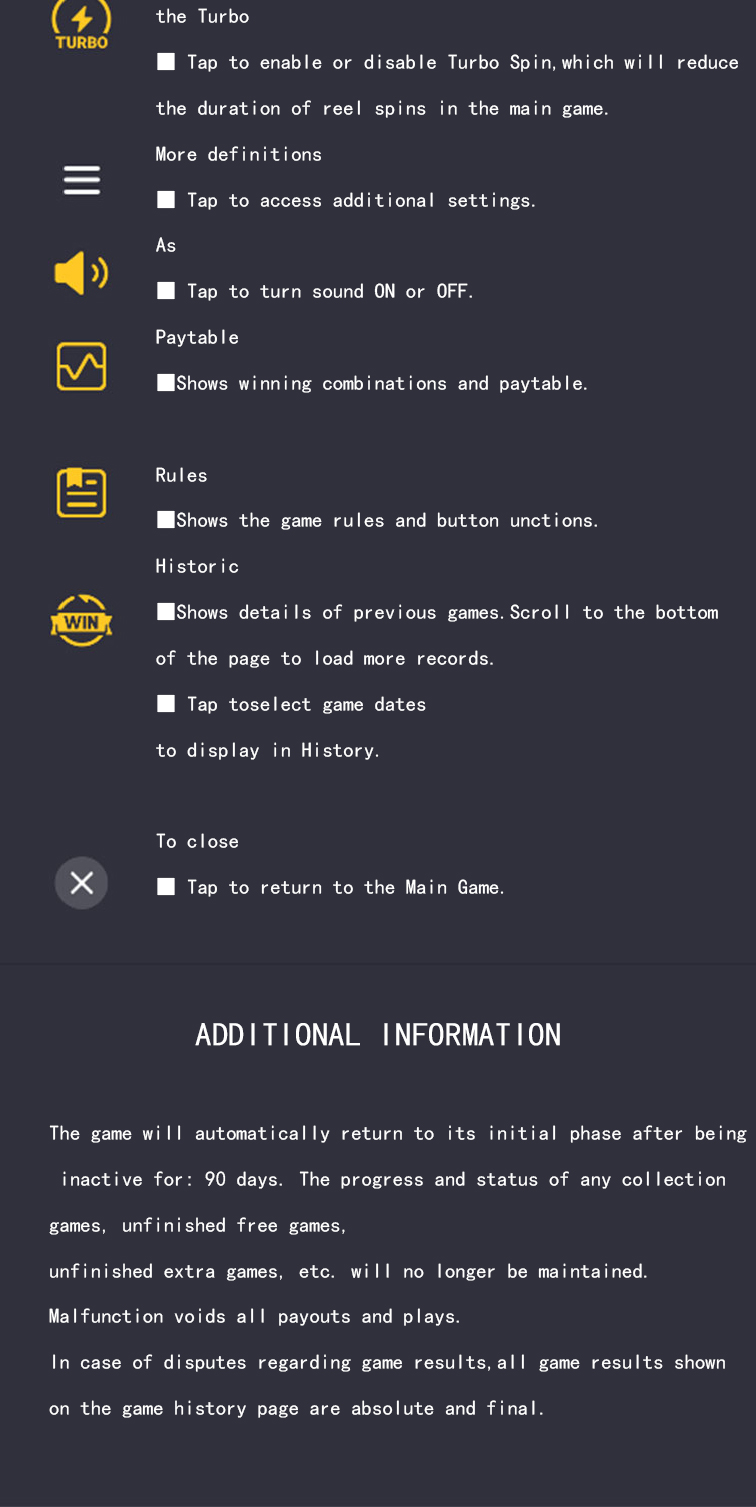 the Turbo
TURBO
■ Tap to enable or disable Turbo Spin,which will reduce
the duration of reel spins in the main game.
More definitions
■ Tap to access additional settings.
As
■ Tap to turn sound ON or OFF.
Paytable
■Shows winning combinations and paytable.
Rules
■Shows the game rules and button unctions.
Historic
■Shows details of previous games.Scroll to the bottom
WIN
of the page to load more records.
■ Tap toselect game dates
to display in History.
To close
■ Tap to return to the Main Game.
ADDITIONAL INFORMATION
The game will automatically return to its initial phase after being
inactive for: 90 days. The progress and status of any collection
games, unfinished free games,
unfinished extra games, etc. will no longer be maintained.
Malfunction voids all payouts and plays.
In case of disputes regarding game results,all game results shown
on the game history page are absolute and final.